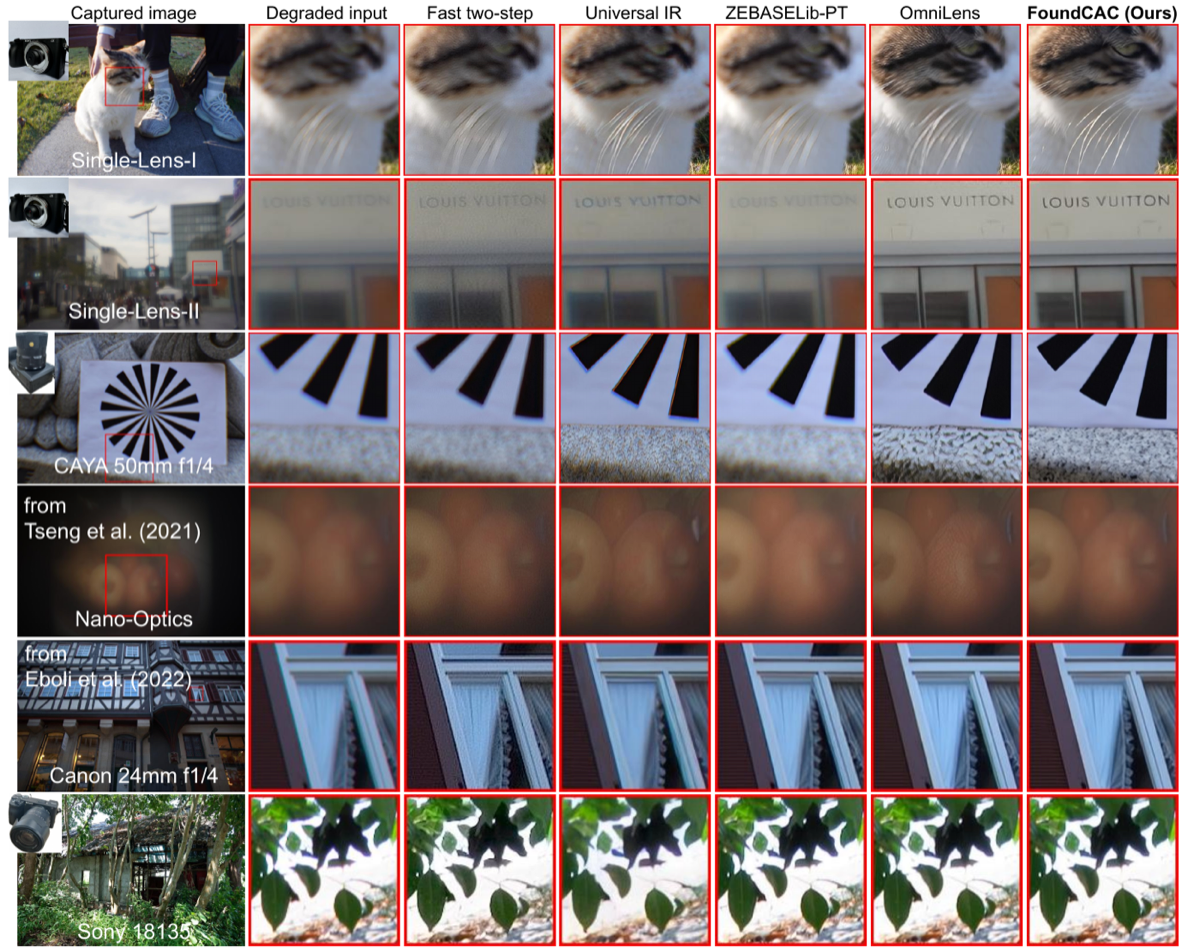 Captured image Degraded input Fast two-step Universal IR ZEBASELib-PT OmniLens FoundCAC (Ours)
Single-Lens-I
LOUIS VUITTON LOUIS VUITTON LOUIS VUITTON LOUIS VUITTON LOUIS VUITTON LOUIS VUITTON
Single-Lens-II
CAYA 50mm f1/4
from
Tseng et al. (2021)
Nano-Optics
from
Eboli et al. (2022)
Canon 24mm f1/4
Sony 18135